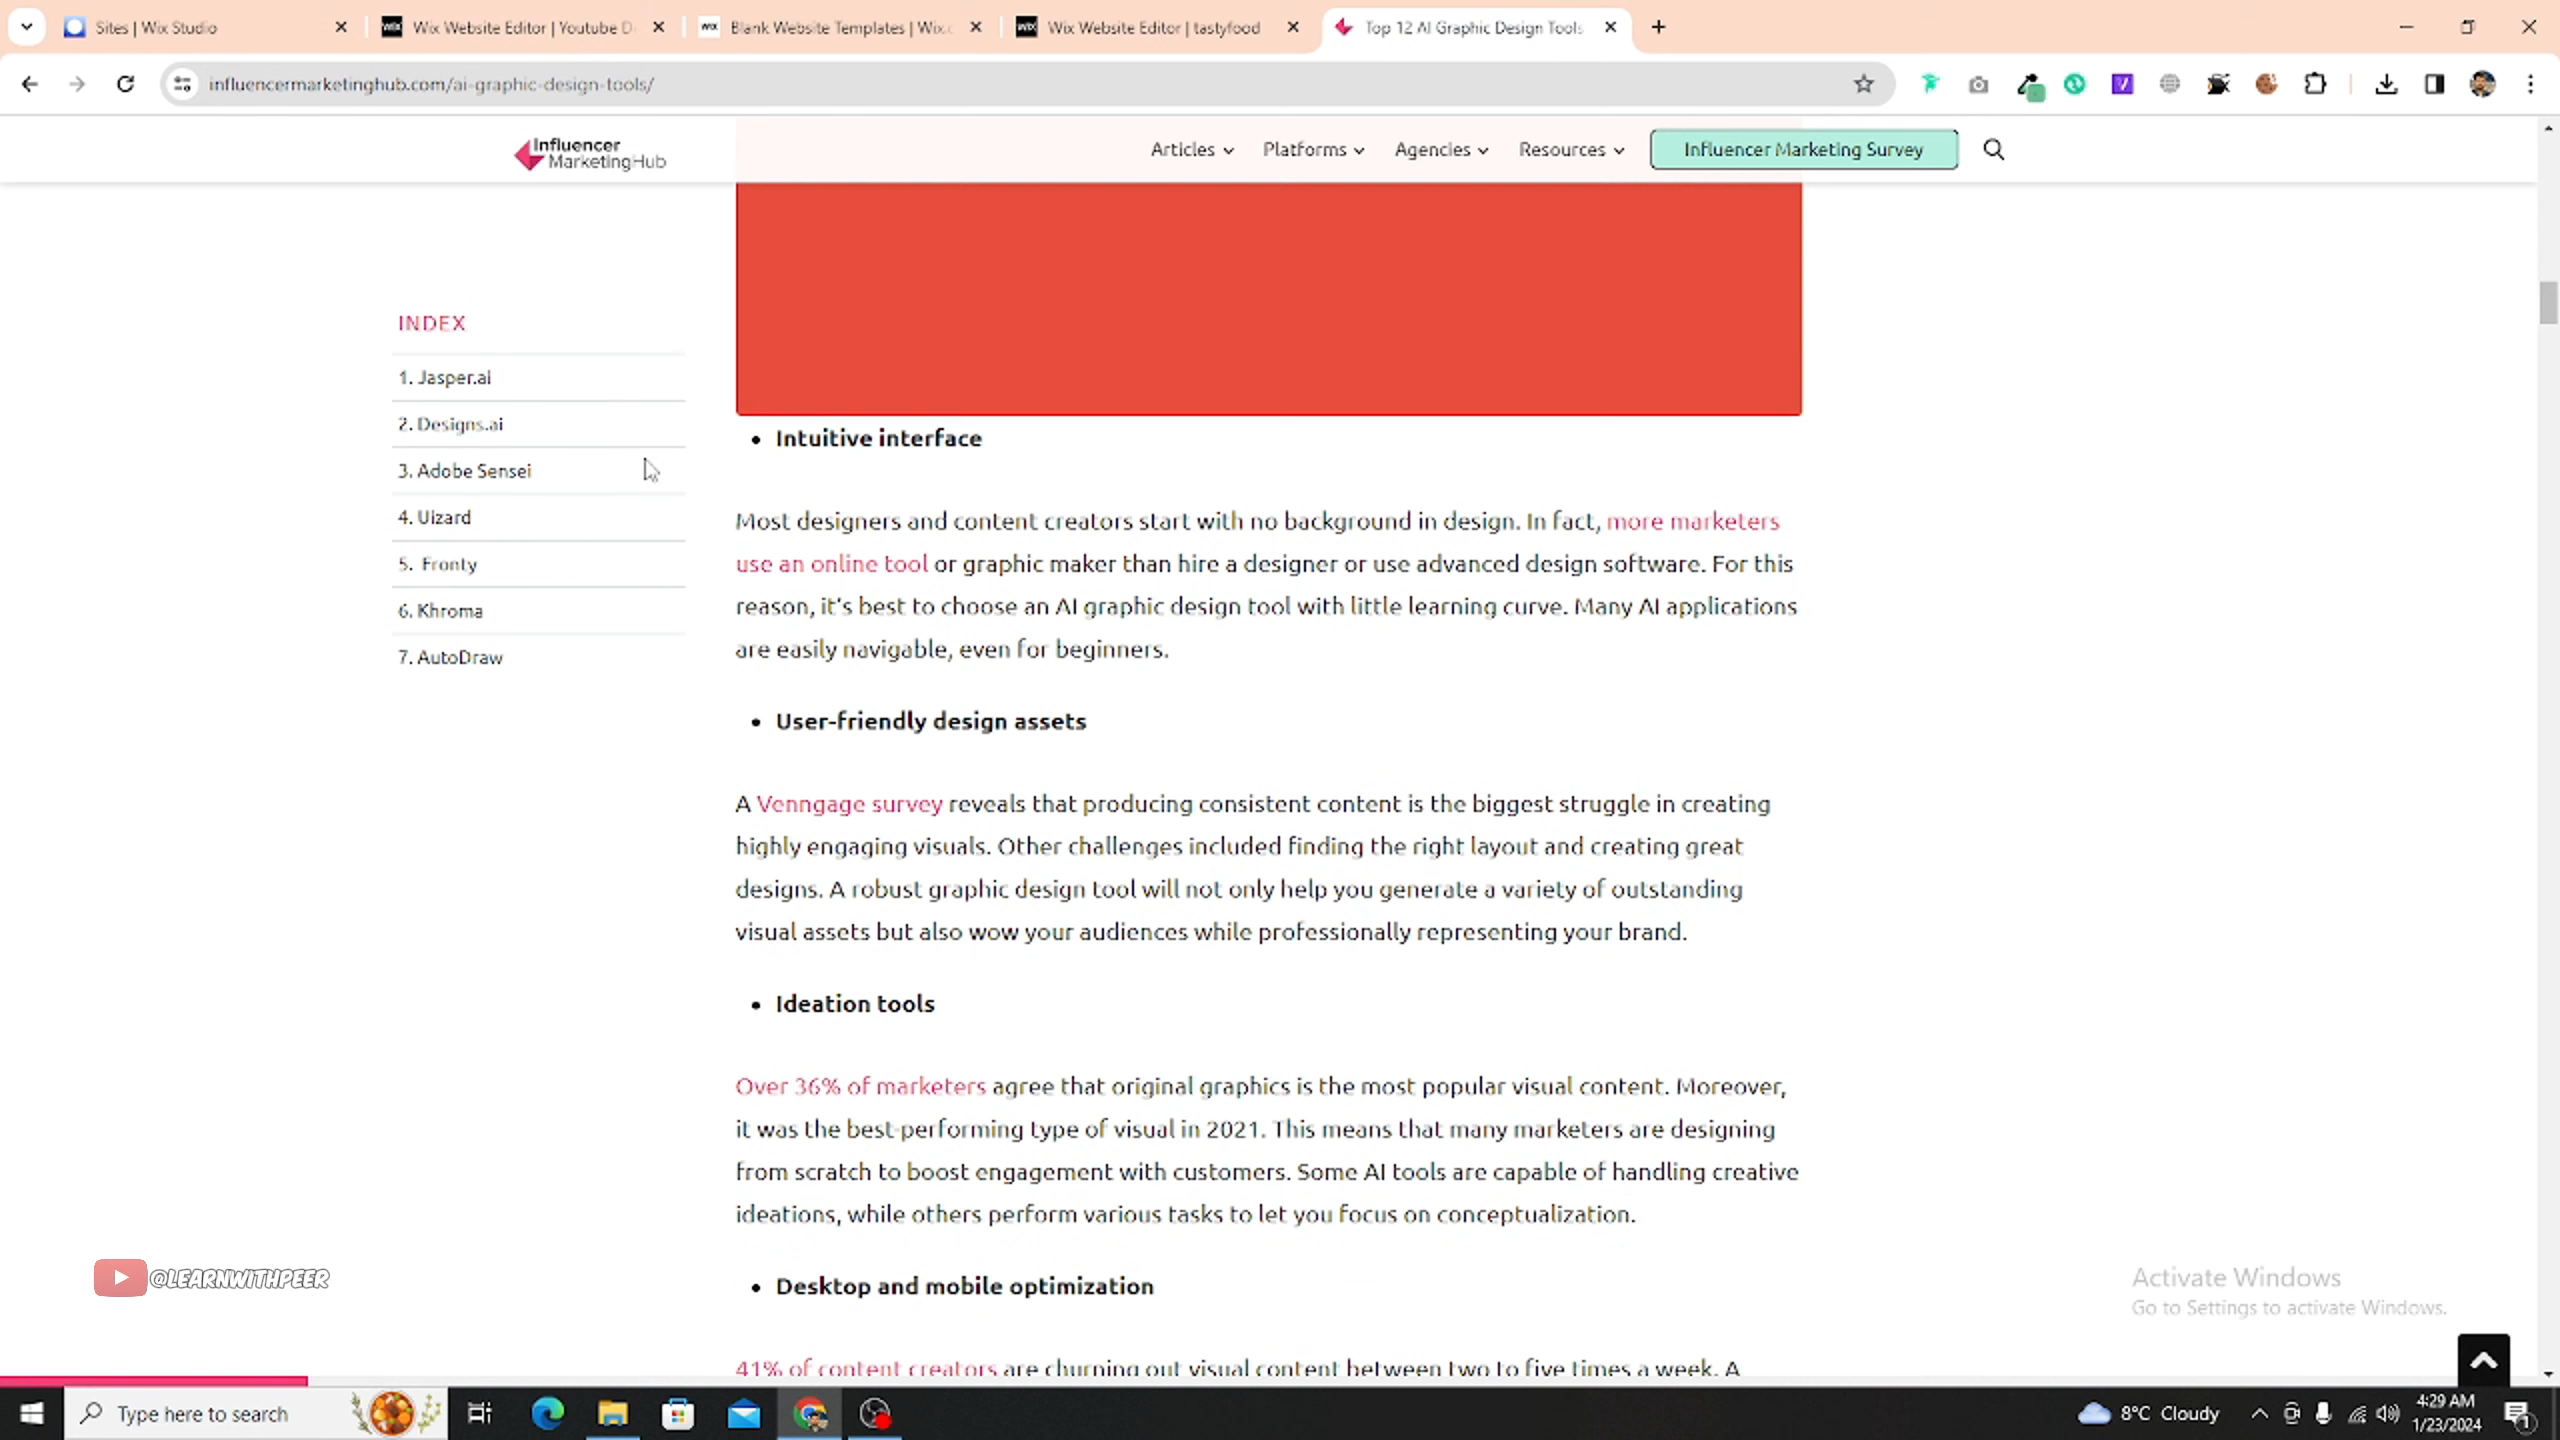 Sites | Wix Studio
Wix Website Editor | Youtube D
Blank Website Templates | Wix.c
Wix Website Editor | tastyfood
Top 12 AI Graphic Design Tools
influencermarketinghub.com/ai-graphic-design-tools/
Influencer
MarketingHub
Articles
Platforms
Agencies
Resources
Influencer Marketing Survey
INDEX
1. Jasper.ai
2. Designs.ai
3. Adobe Sensei
4. Uizard
5. Fronty
6. Khroma
7. AutoDraw
• Intuitive interface
Most designers and content creators start with no background in design. In fact, more marketers
use an online tool or graphic maker than hire a designer or use advanced design software. For this
reason, it's best to choose an AI graphic design tool with little learning curve. Many AI applications
are easily navigable, even for beginners.
• User-friendly design assets
A Venngage survey reveals that producing consistent content is the biggest struggle in creating
highly engaging visuals. Other challenges included finding the right layout and creating great
designs. A robust graphic design tool will not only help you generate a variety of outstanding
visual assets but also wow your audiences while professionally representing your brand.
• Ideation tools
Over 36% of marketers agree that original graphics is the most popular visual content. Moreover,
it was the best-performing type of visual in 2021. This means that many marketers are designing
from scratch to boost engagement with customers. Some AI tools are capable of handling creative
ideations, while others perform various tasks to let you focus on conceptualization.
• Desktop and mobile optimization
41% of content creators are churning out visual content between two to five times a week. A
@LEARNWITHPEER
Activate Windows
Go to Settings to activate Windows.
Type here to search
8°C Cloudy
4:29 AM
1/23/2024
1